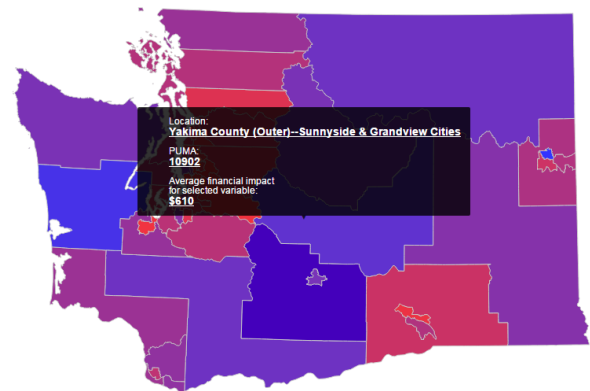 Location:
Yakima County (Outer)--Sunnyside & Grandview Cities
PUMA:
10902
Average financial impact
for selected variable:
$610